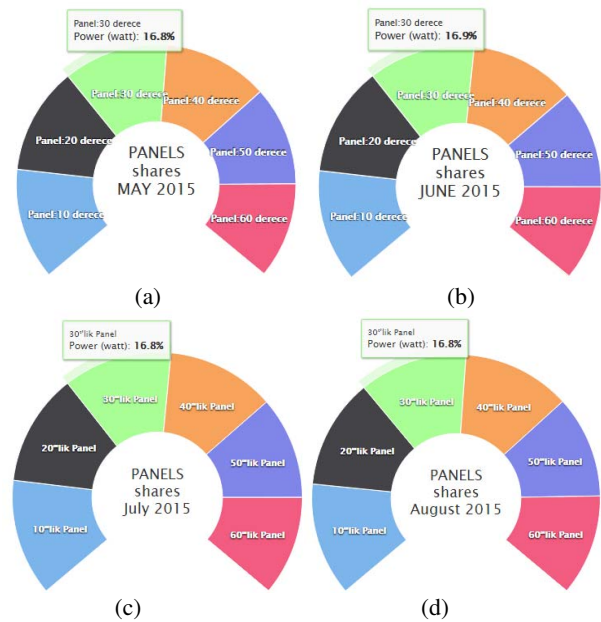 Panel:30 derece
Power (watt): 16.8%
Panel:30 derece
Panel:40 derece
Panel:20 derece
Panel:50 derece
Panel:10 derece
Panel:60 derece
PANELS
shares
MAY 2015
(a)
Panel:30 derece
Power (watt): 16.9%
Panel:30 derece
Panel:40 derece
Panel:20 derece
Panel:50 derece
Panel:10 derece
Panel:60 derece
PANELS
shares
JUNE 2015
(b)
30°'lik Panel
Power (watt): 16.8%
30°'lik Panel
40°'lik Panel
20°'lik Panel
50°'lik Panel
10°'lik Panel
60°'lik Panel
PANELS
shares
July 2015
(c)
30°'lik Panel
Power (watt): 16.8%
30°'lik Panel
40°'lik Panel
20°'lik Panel
50°'lik Panel
10°'lik Panel
60°'lik Panel
PANELS
shares
August 2015
(d)